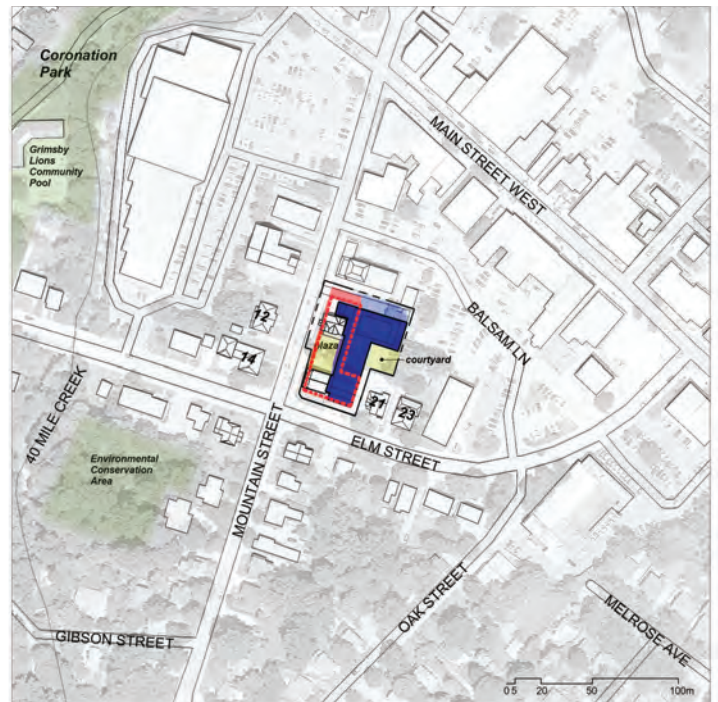 Coronation
Park
Grimsby
Lions
Community
Pool
MAIN STREET WEST
BALSAM LN
12
14
plaza
courtyard
21
23
ELM STREET
40 MILE CREEK
MOUNTAIN STREET
Environmental
Conservation
Area
OAK STREET
GIBSON STREET
MELROSE AVE
0 5 20 50 100m